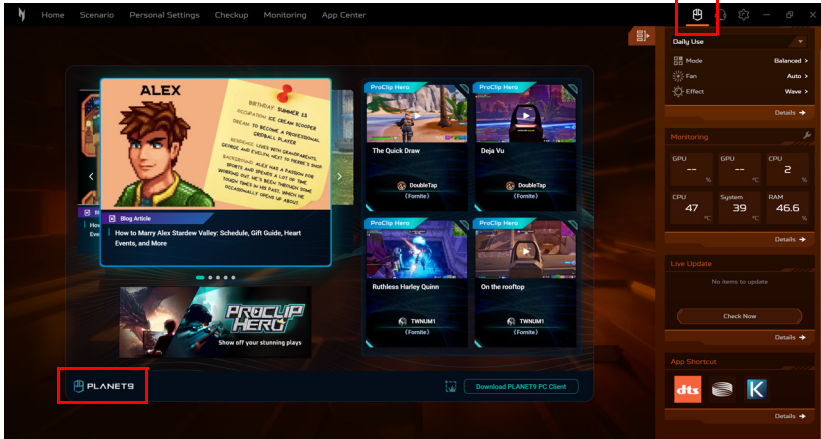 Home Scenario Personal Settings Checkup Monitoring App Center
ALEX
BIRTHDAY: SUMMER 13
OCCUPATION: ICE CREAM SCOOPER
DREAM: TO BECOME A PROFESSIONAL
GRIDBALL PLAYER
RESIDENCE: LIVES WITH GRANDPARENTS,
GEORGE AND EVELYN NEXT TO PIERRE'S SHOP
BACKGROUND: ALEX HAS A PASSION FOR
SPORTS AND SPENDS A LOT OF TIME
WORKING OUT. HE'S BEEN THROUGH SOME
TOUGH TIMES IN HIS PAST, WHICH HE
OCCASIONALLY OPENS UP ABOUT
Blog Article
How to Marry Alex Stardew Valley: Schedule, Gift Guide, Heart
Events, and More
PROCLIP
HERO
Show off your stunning plays
ProClip Hero
The Quick Draw
DoubleTap
(Fornite)
ProClip Hero
Deja Vu
DoubleTap
(Fornite)
ProClip Hero
Ruthless Harley Quinn
TWNUM1
(Fornite)
ProClip Hero
On the rooftop
TWNUM1
(Fornite)
PLANET9
Download PLANET9 PC Client
Daily Use
Mode Balanced >
Fan Auto >
Effect Wave >
Details →
Monitoring
GPU GPU CPU
-- -- 2
% °C %
CPU System RAM
47 39 46.6
°C °C %
Details →
Live Update
No items to update
Check Now
Details →
App Shortcut
dts
K
Details →